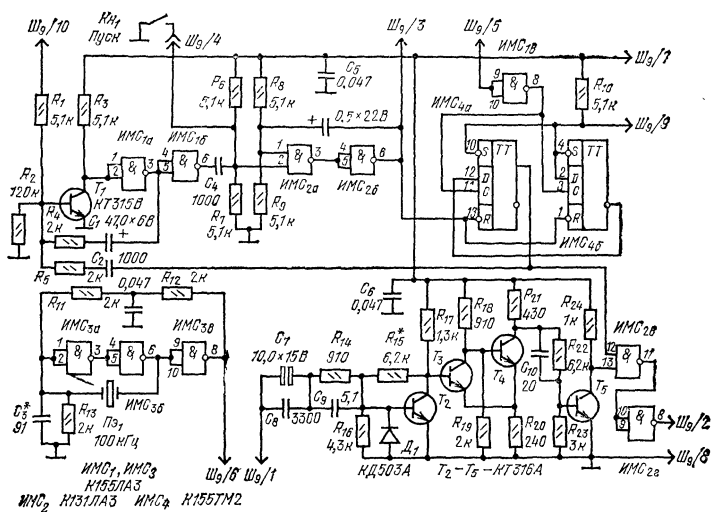 Ш9/10
Кн1
Пуск
Ш9/4
Ш9/3
Ш9/5
ИМС1В
Ш9/7
R1
5,1к
R3
5,1к
R6
5,1к
R8
5,1к
C5
0,047
0,5×22В
9
10
&
8
R10
5,1к
Ш9/9
ИМС1а
ИМС1б
ИМС4а
1
2
&
3
4
5
&
6
C4
1000
1
2
&
3
4
5
&
6
ИМС2а
ИМС2б
10
S
TT
12
D
11
C
13
R
4
S
TT
2
D
3
C
1
R
ИМС4б
R2
120к
T1
КТ315В
R4
2к
C1
47,0×6В
R7
5,1к
R9
5,1к
R5
2к
C2
1000
R11
2к
0,047
R12
2к
ИМС3а
1
2
&
3
4
5
&
6
ИМС3В
9
10
&
8
ИМС3б
C3*
91
R13
2к
ПЭ1
100кГц
C6
0,047
C7
10,0×15В
R14
910
R15*
6,2к
R17
1,3к
R18
910
R21
430
R24
1к
ИМС2В
12
13
&
11
C8
3300
C9
5,1
R16
4,3к
Д1
T2
T3
T4
T5
C10
20
R22
6,2к
R19
2к
R20
240
R23
3к
10
9
&
8
Ш9/2
ИМС2г
Ш9/8
Ш9/6
Ш9/1
КД503А
T2–T5–КТ316А
ИМС1, ИМС3
К155ЛА3
ИМС2 К131ЛА3
ИМС4 К155ТМ2